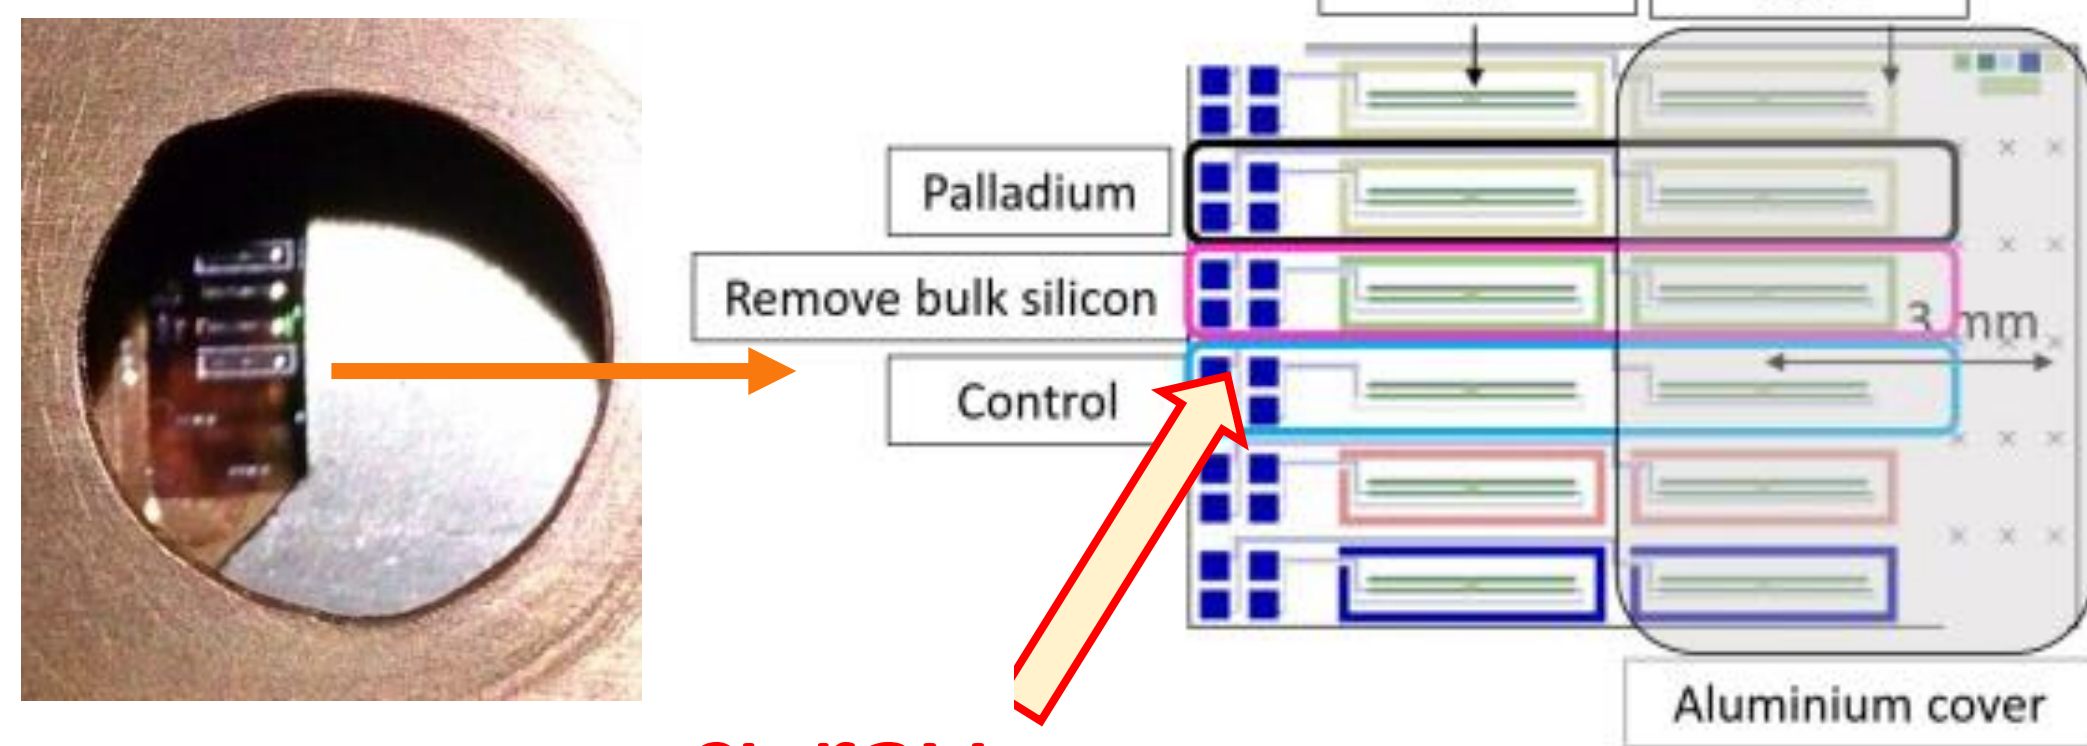 Palladium
Remove bulk silicon
3 mm
Control
Aluminium cover